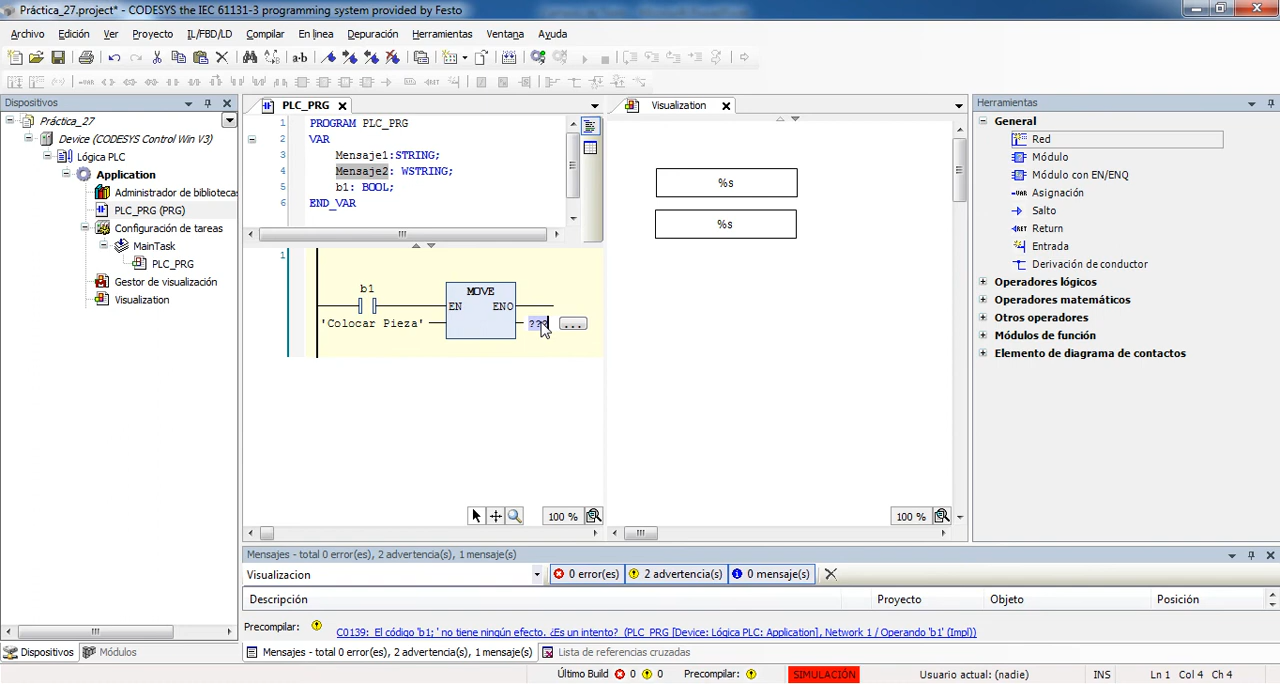 Práctica_27.project* - CODESYS the IEC 61131-3 programming system provided by Festo
Archivo Edición Ver Proyecto IL/FBD/LD Compilar En línea Depuración Herramientas Ventana Ayuda
Dispositivos
Práctica_27
Device (CODESYS Control Win V3)
Lógica PLC
Application
Administrador de bibliotecas
PLC_PRG (PRG)
Configuración de tareas
MainTask
PLC_PRG
Gestor de visualización
Visualization
Dispositivos Módulos
PLC_PRG
1 PROGRAM PLC_PRG
2 VAR
3 Mensaje1:STRING;
4 Mensaje2: WSTRING;
5 b1: BOOL;
6 END_VAR
1
b1
MOVE
EN ENO
'Colocar Pieza' ??? ...
100 %
Visualization
%s
%s
100 %
Herramientas
General
Red
Módulo
Módulo con EN/ENQ
Asignación
Salto
Return
Entrada
Derivación de conductor
Operadores lógicos
Operadores matemáticos
Otros operadores
Módulos de función
Elemento de diagrama de contactos
Mensajes - total 0 error(es), 2 advertencia(s), 1 mensaje(s)
Visualizacion 0 error(es) 2 advertencia(s) 0 mensaje(s)
Descripción Proyecto Objeto Posición
Precompilar: C0139: El código 'b1; ' no tiene ningún efecto. ¿Es un intento? (PLC_PRG [Device: Lógica PLC: Application], Network 1 / Operando 'b1' (Impl))
Mensajes - total 0 error(es), 2 advertencia(s), 1 mensaje(s) Lista de referencias cruzadas
Último Build 0 0 Precompilar: SIMULACIÓN Usuario actual: (nadie) INS Ln 1 Col 4 Ch 4